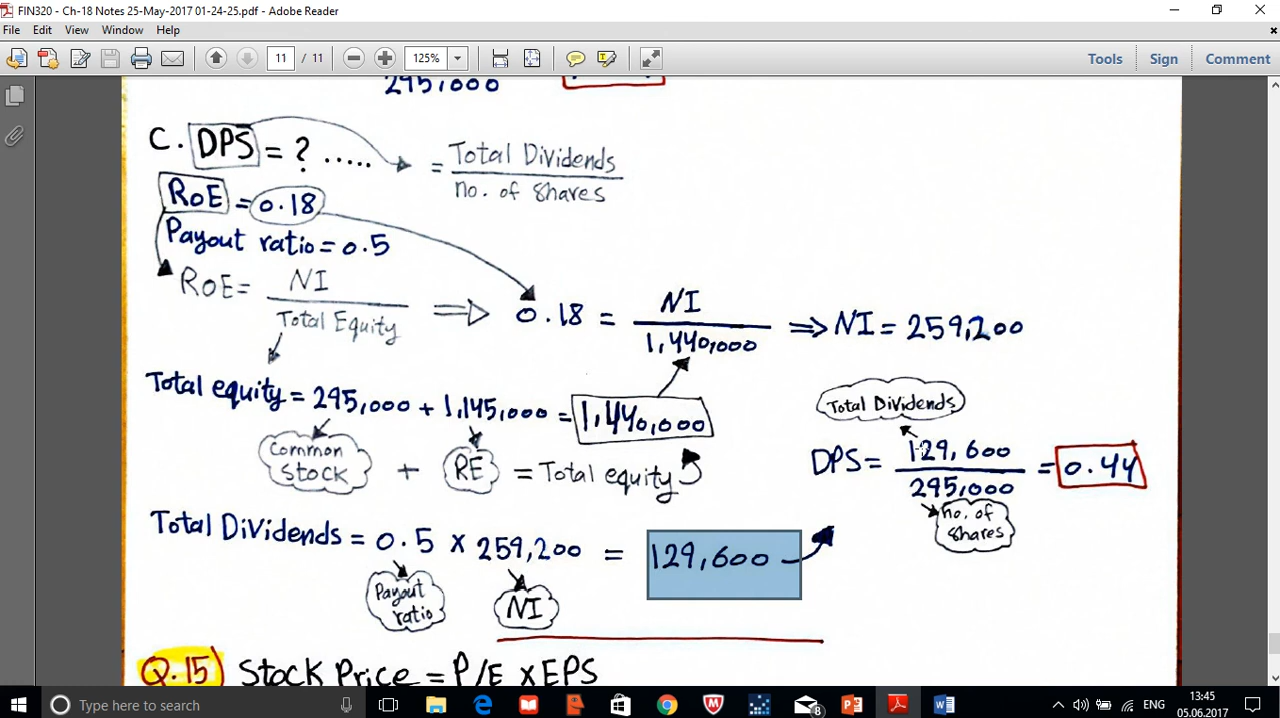 FIN320 - Ch-18 Notes 25-May-2017 01-24-25.pdf - Adobe Reader
File Edit View Window Help
11 / 11 125% Tools Sign Comment
295,000
C. DPS = ? ..... = Total Dividends / no. of shares
ROE = 0.18
Payout ratio = 0.5
ROE = NI / Total Equity ⇒ 0.18 = NI / 1,440,000 ⇒ NI = 259,200
Total equity = 295,000 + 1,145,000 = 1,440,000
Common Stock + RE = Total equity
Total Dividends
DPS = 129,600 / 295,000 = 0.44
no. of shares
Total Dividends = 0.5 x 259,200 = 129,600
Payout ratio NI
Q.15) Stock Price = P/E x EPS
Type here to search
8
ENG
13:45
05.06.2017